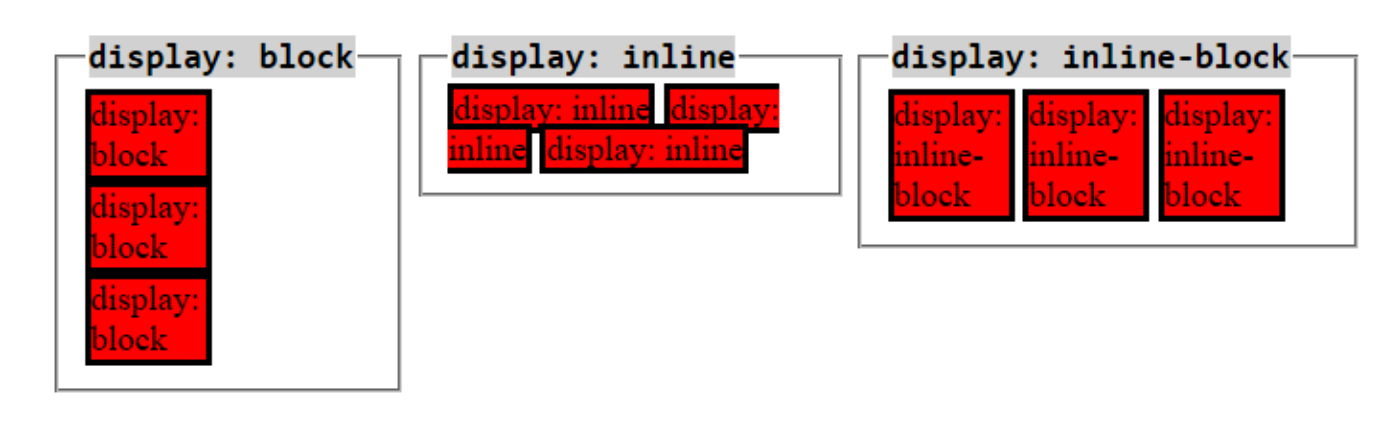 display: block
display:
block
display:
block
display:
block
display: inline
display: inline display:
inline display: inline
display: inline-block
display:
inline-
block
display:
inline-
block
display:
inline-
block